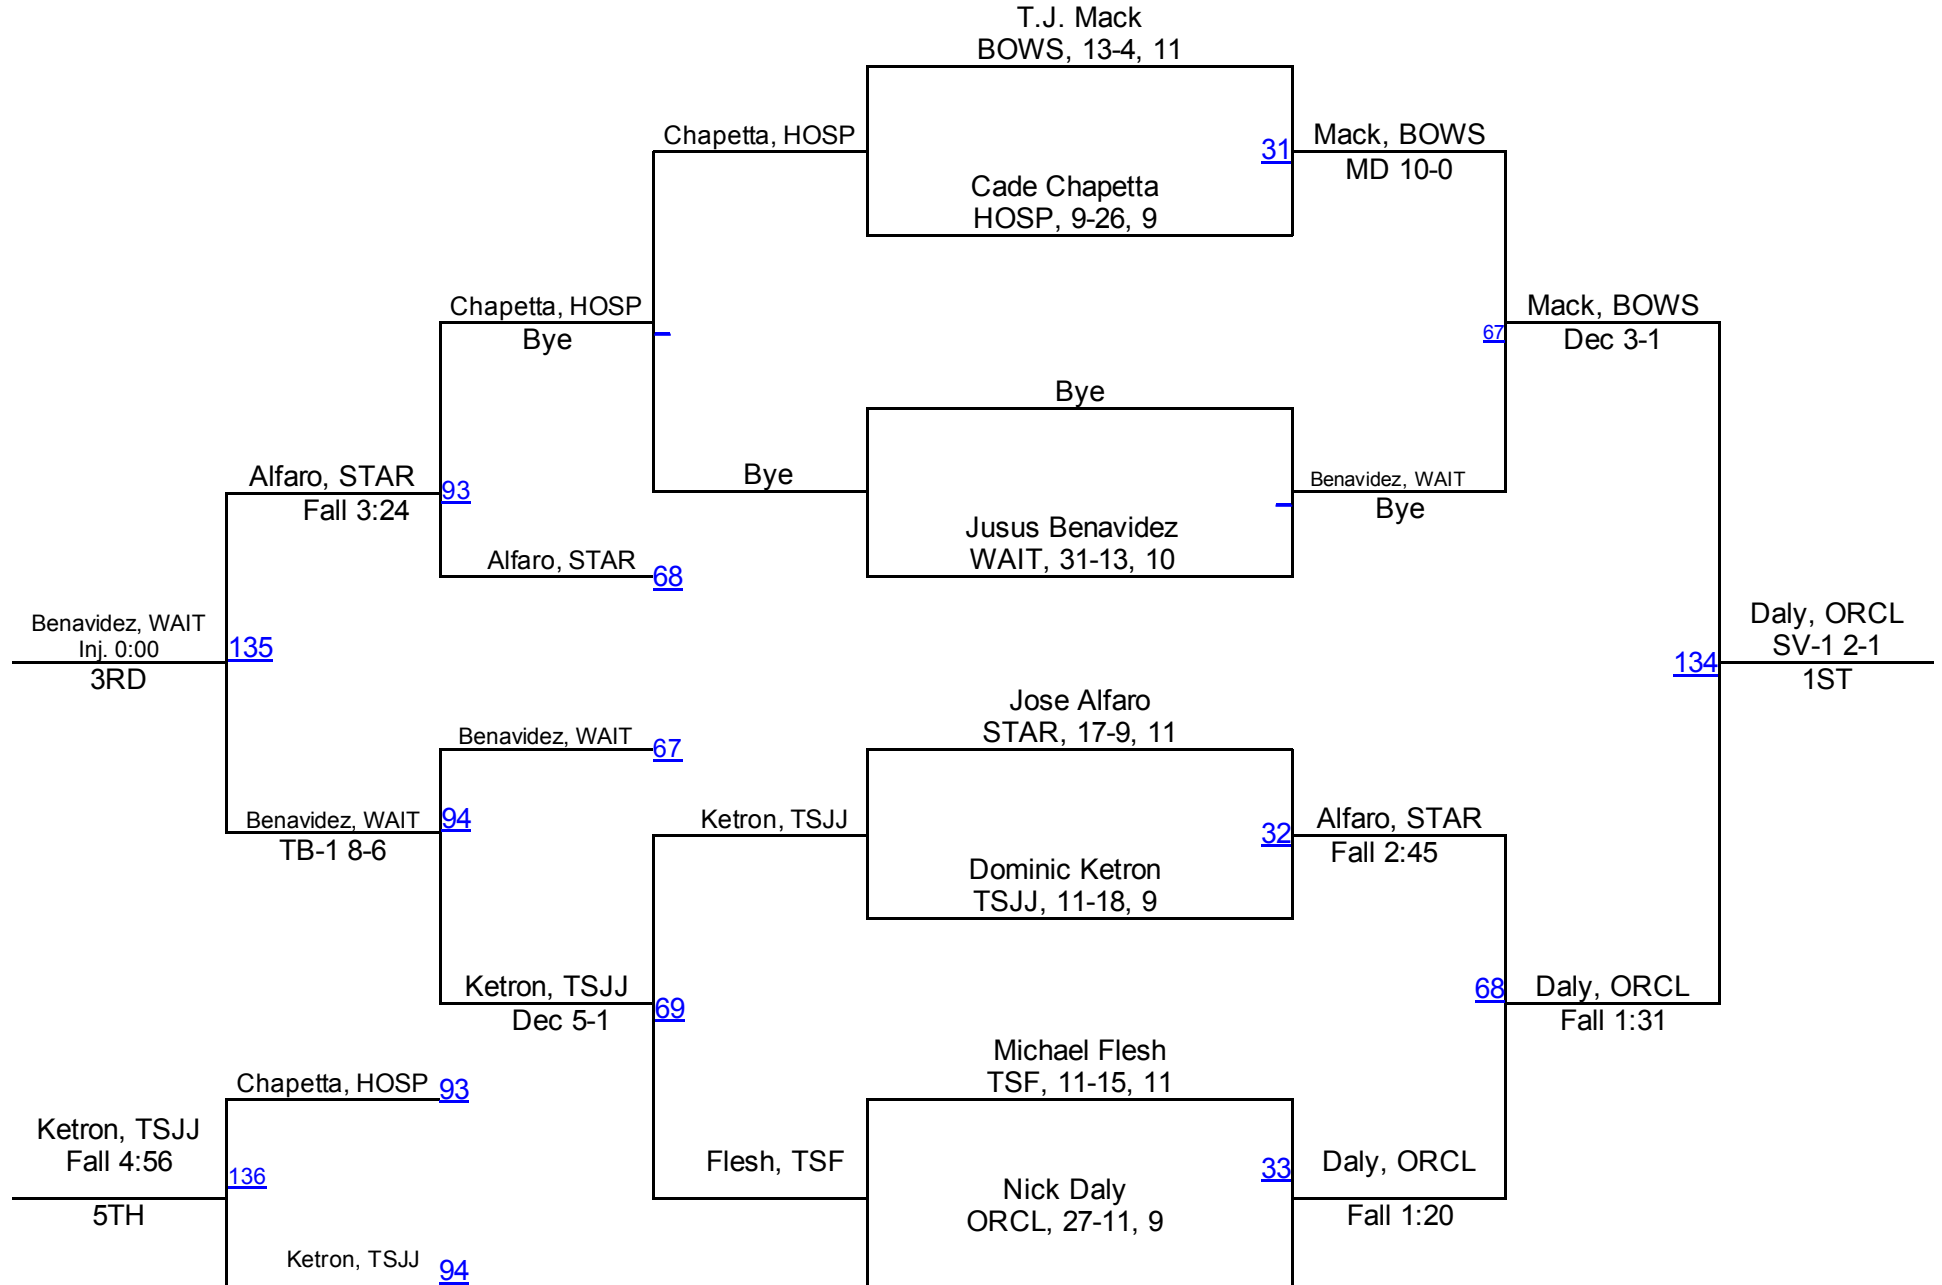 T.J. Mack
BOWS, 13-4, 11
Chapetta, HOSP
31
Mack, BOWS
MD 10-0
Cade Chapetta
HOSP, 9-26, 9
Chapetta, HOSP
Bye
67
Mack, BOWS
Dec 3-1
Bye
Alfaro, STAR
Fall 3:24
93
Bye
Benavidez, WAIT
Bye
Jusus Benavidez
WAIT, 31-13, 10
Alfaro, STAR
68
Benavidez, WAIT
Inj. 0:00
3RD
135
134
Daly, ORCL
SV-1 2-1
1ST
Jose Alfaro
STAR, 17-9, 11
Benavidez, WAIT
67
Benavidez, WAIT
TB-1 8-6
94
Ketron, TSJJ
32
Alfaro, STAR
Fall 2:45
Dominic Ketron
TSJJ, 11-18, 9
Ketron, TSJJ
Dec 5-1
69
68
Daly, ORCL
Fall 1:31
Michael Flesh
TSF, 11-15, 11
Chapetta, HOSP
93
Ketron, TSJJ
Fall 4:56
5TH
136
Flesh, TSF
33
Daly, ORCL
Fall 1:20
Nick Daly
ORCL, 27-11, 9
Ketron, TSJJ
94